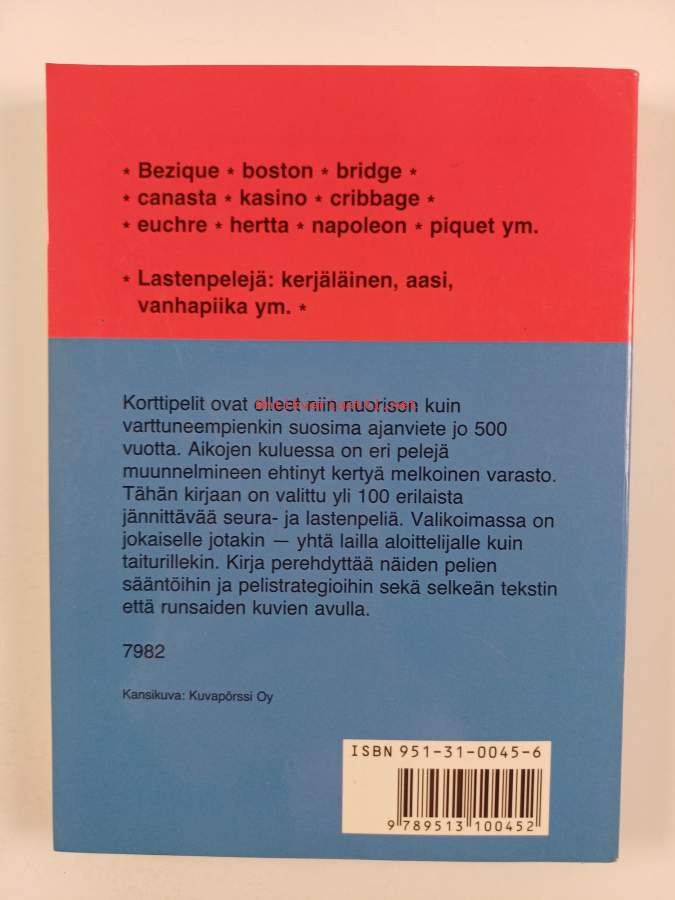 * Bezique * boston * bridge *
* canasta * kasino * cribbage *
* euchre * hertta * napoleon * piquet ym.
* Lastenpelejä: kerjäläinen, aasi,
vanhapiika ym. *
Korttipelit ovat olleet niin nuorison kuin
varttuneempienkin suosima ajanviete jo 500
vuotta. Aikojen kuluessa on eri pelejä
muunnelmineen ehtinyt kertyä melkoinen varasto.
Tähän kirjaan on valittu yli 100 erilaista
jännittävää seura- ja lastenpeliä. Valikoimassa on
jokaiselle jotakin — yhtä lailla aloittelijalle kuin
taiturillekin. Kirja perehdyttää näiden pelien
sääntöihin ja pelistrategioihin sekä selkeän tekstin
että runsaiden kuvien avulla.
7982
Kansikuva: Kuvapörssi Oy
ISBN 951-31-0045-6
9 789513 100452